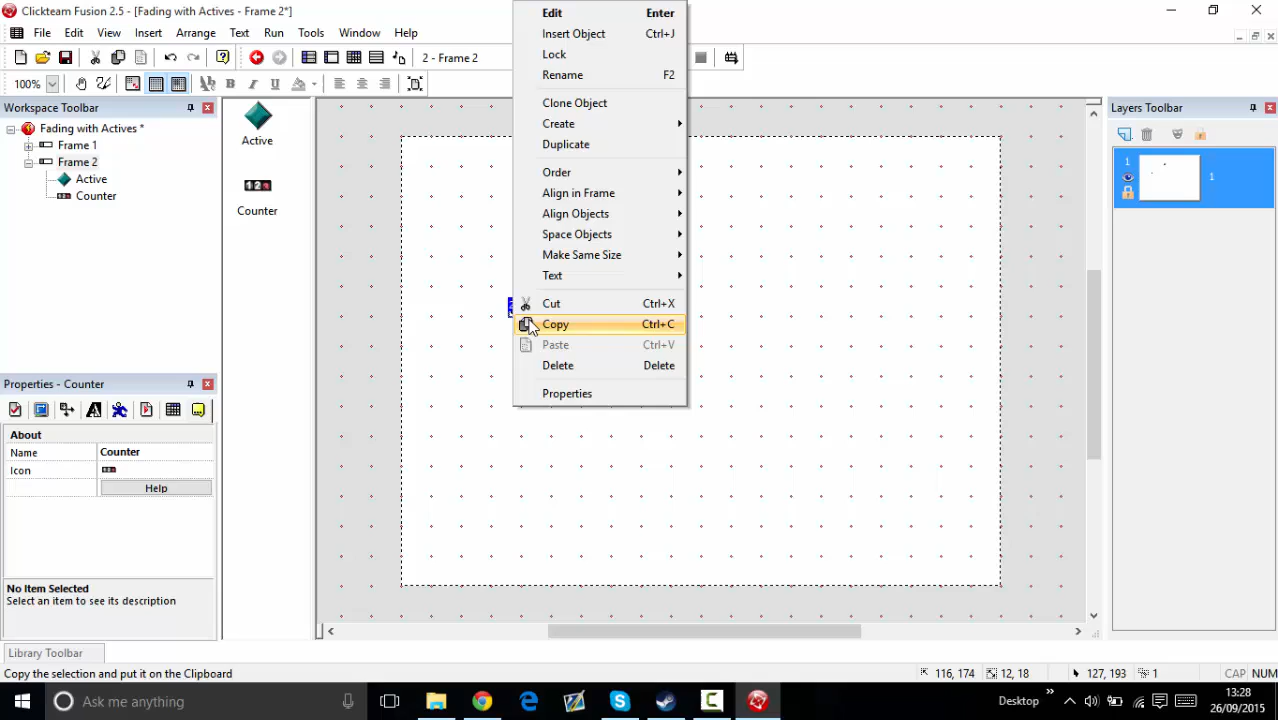 Clickteam Fusion 2.5 - [Fading with Actives - Frame 2*]
File Edit View Insert Arrange Text Run Tools Window Help
2 - Frame 2
100%
B I
Workspace Toolbar
Fading with Actives *
Frame 1
Frame 2
Active
Counter
Active
Counter
Edit Enter
Insert Object Ctrl+J
Lock
Rename F2
Clone Object
Create
Duplicate
Order
Align in Frame
Align Objects
Space Objects
Make Same Size
Text
Cut Ctrl+X
Copy Ctrl+C
Paste Ctrl+V
Delete Delete
Properties
Layers Toolbar
1
1
Properties - Counter
About
Name Counter
Icon
Help
No Item Selected
Select an item to see its description
Library Toolbar
Copy the selection and put it on the Clipboard
116, 174 12, 18 127, 193 1 CAP NUM
Ask me anything
Desktop
13:28
26/09/2015